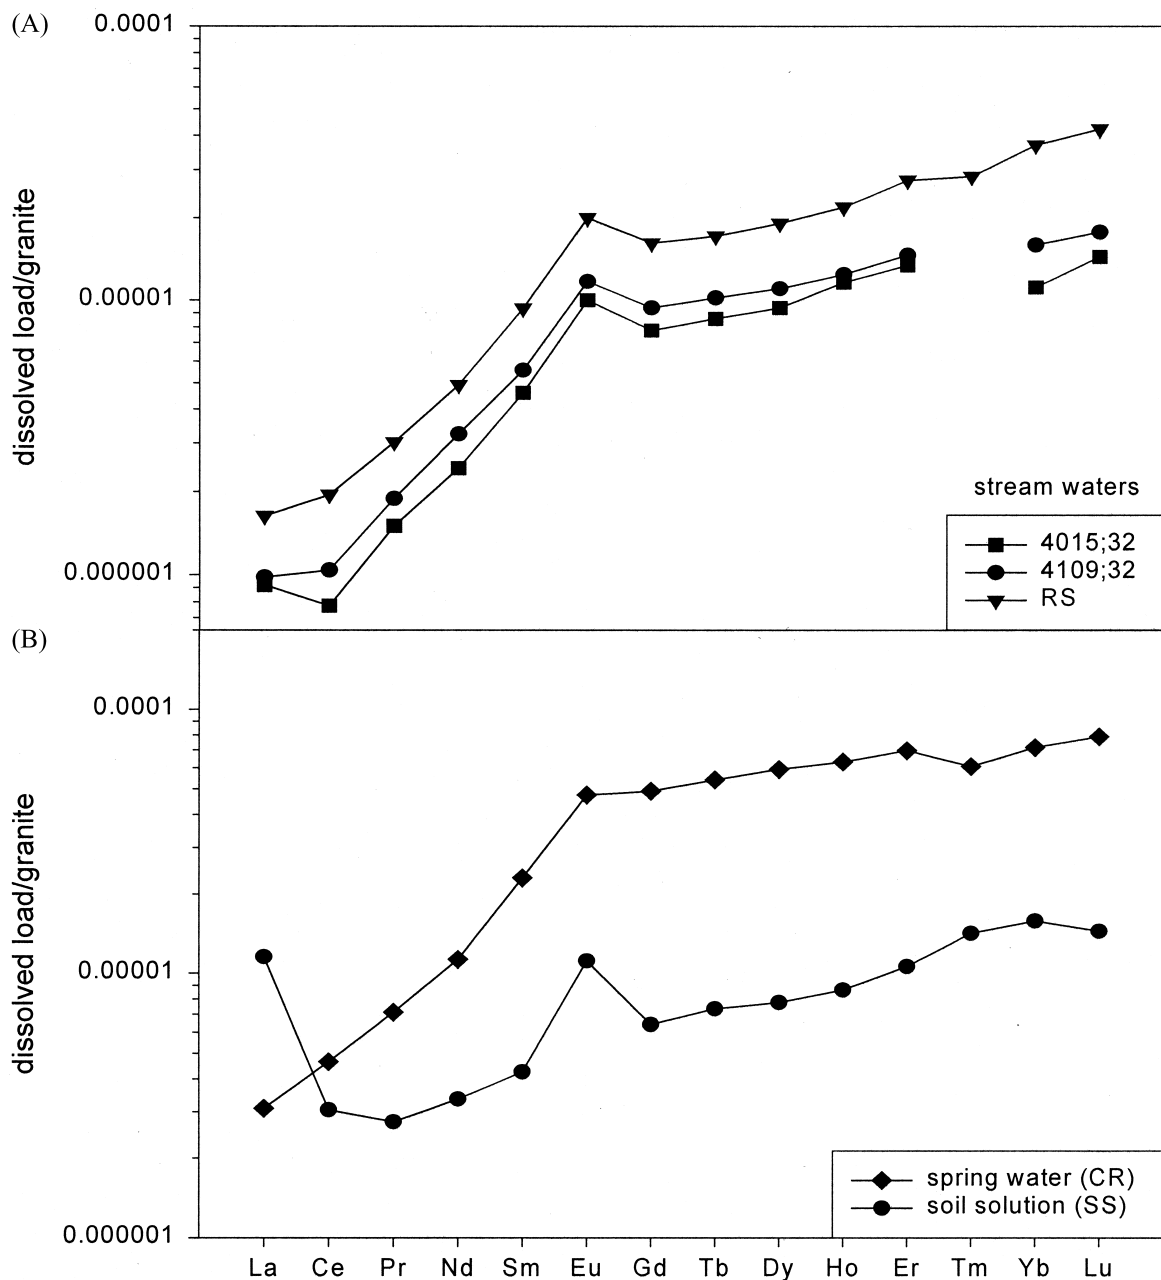 (A)
0.0001
0.00001
0.000001
dissolved load/granite
stream waters
4015;32
4109;32
RS
(B)
0.0001
0.00001
0.000001
dissolved load/granite
spring water (CR)
soil solution (SS)
La Ce Pr Nd Sm Eu Gd Tb Dy Ho Er Tm Yb Lu